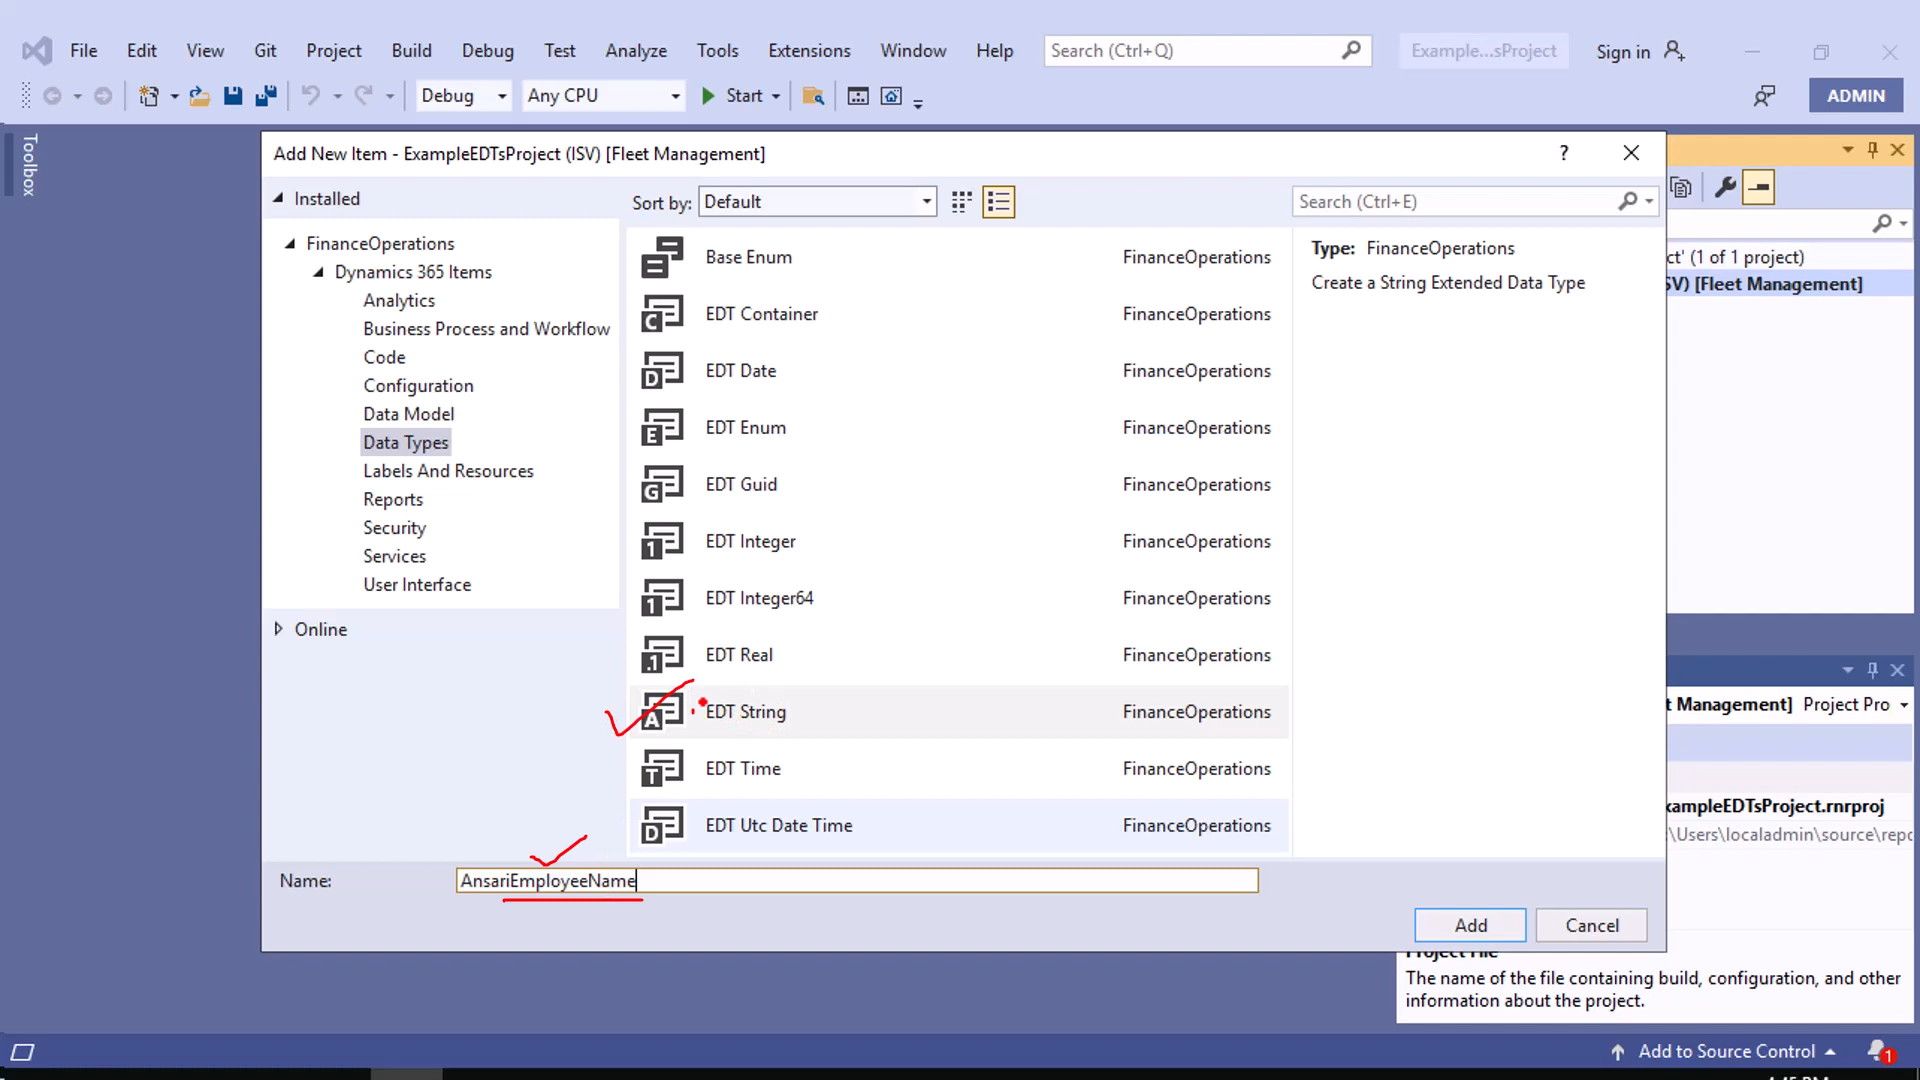 File Edit View Git Project Build Debug Test Analyze Tools Extensions Window Help Search (Ctrl+Q) Example...sProject Sign in
Debug Any CPU Start ADMIN
Toolbox
Add New Item - ExampleEDTsProject (ISV) [Fleet Management] ?
Installed
Sort by: Default Search (Ctrl+E)
FinanceOperations
Dynamics 365 Items
Analytics
Business Process and Workflow
Code
Configuration
Data Model
Data Types
Labels And Resources
Reports
Security
Services
User Interface
Online
Base Enum FinanceOperations
C EDT Container FinanceOperations
D EDT Date FinanceOperations
E EDT Enum FinanceOperations
G EDT Guid FinanceOperations
1 EDT Integer FinanceOperations
1 EDT Integer64 FinanceOperations
.1 EDT Real FinanceOperations
A EDT String FinanceOperations
T EDT Time FinanceOperations
D EDT Utc Date Time FinanceOperations
Type: FinanceOperations
Create a String Extended Data Type
ct' (1 of 1 project)
SV) [Fleet Management]
t Management] Project Pro
xampleEDTsProject.rnrproj
:\Users\localadmin\source\repo
Name: AnsariEmployeeName
Add Cancel
Project File
The name of the file containing build, configuration, and other
information about the project.
Add to Source Control 1